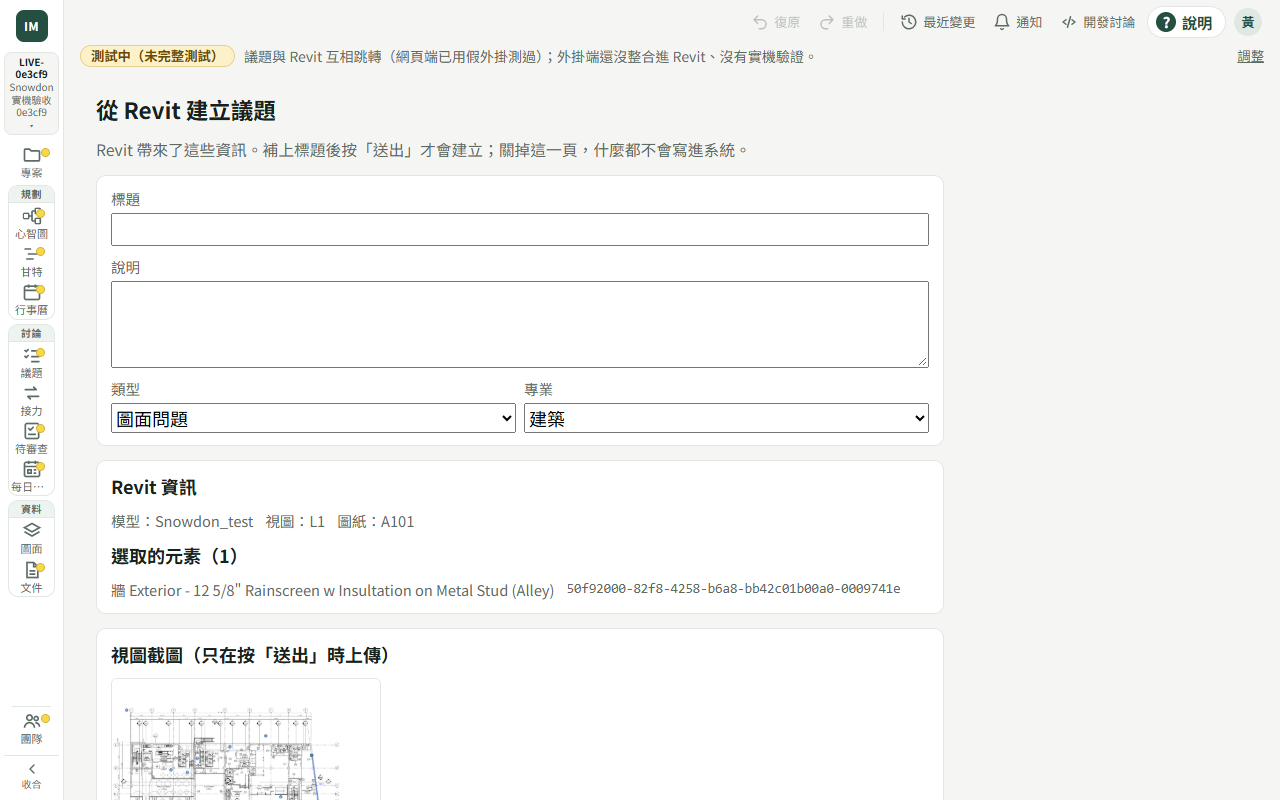 IM
LIVE-
0e3cf9
Snowdon
實機驗收
0e3cf9
專案
規劃
心智圖
甘特
行事曆
討論
議題
接力
待審查
每日…
資料
圖面
文件
團隊
收合
復原
重做
最近變更
通知
開發討論
? 說明
黃
測試中（未完整測試）
議題與 Revit 互相跳轉（網頁端已用假外掛測過）；外掛端還沒整合進 Revit、沒有實機驗證。
調整
從 Revit 建立議題
Revit 帶來了這些資訊。補上標題後按「送出」才會建立；關掉這一頁，什麼都不會寫進系統。
標題
說明
類型
專業
圖面問題
建築
Revit 資訊
模型：Snowdon_test 視圖：L1 圖紙：A101
選取的元素（1）
牆 Exterior - 12 5/8" Rainscreen w Insultation on Metal Stud (Alley) 50f92000-82f8-4258-b6a8-bb42c01b00a0-0009741e
視圖截圖（只在按「送出」時上傳）